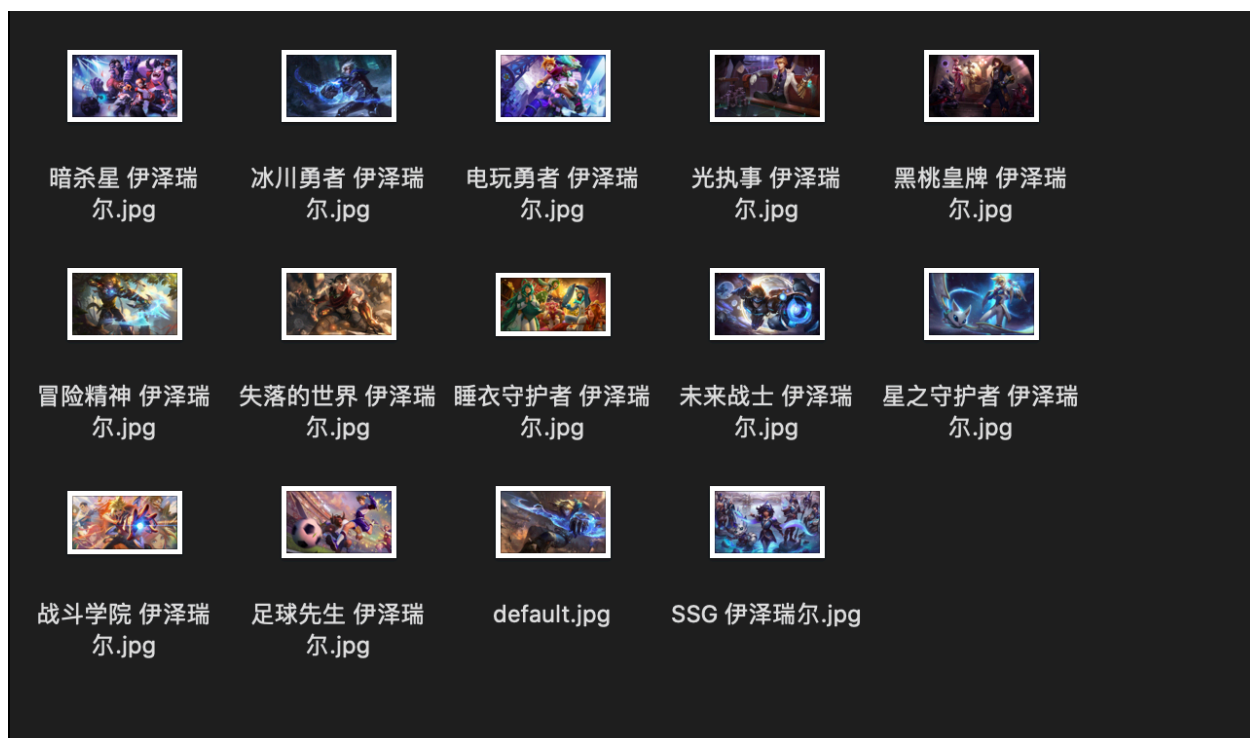 暗杀星 伊泽瑞
尔.jpg
冰川勇者 伊泽瑞
尔.jpg
电玩勇者 伊泽瑞
尔.jpg
光执事 伊泽瑞
尔.jpg
黑桃皇牌 伊泽瑞
尔.jpg
冒险精神 伊泽瑞
尔.jpg
失落的世界 伊泽瑞
尔.jpg
睡衣守护者 伊泽瑞
尔.jpg
未来战士 伊泽瑞
尔.jpg
星之守护者 伊泽瑞
尔.jpg
战斗学院 伊泽瑞
尔.jpg
足球先生 伊泽瑞
尔.jpg
default.jpg
SSG 伊泽瑞尔.jpg